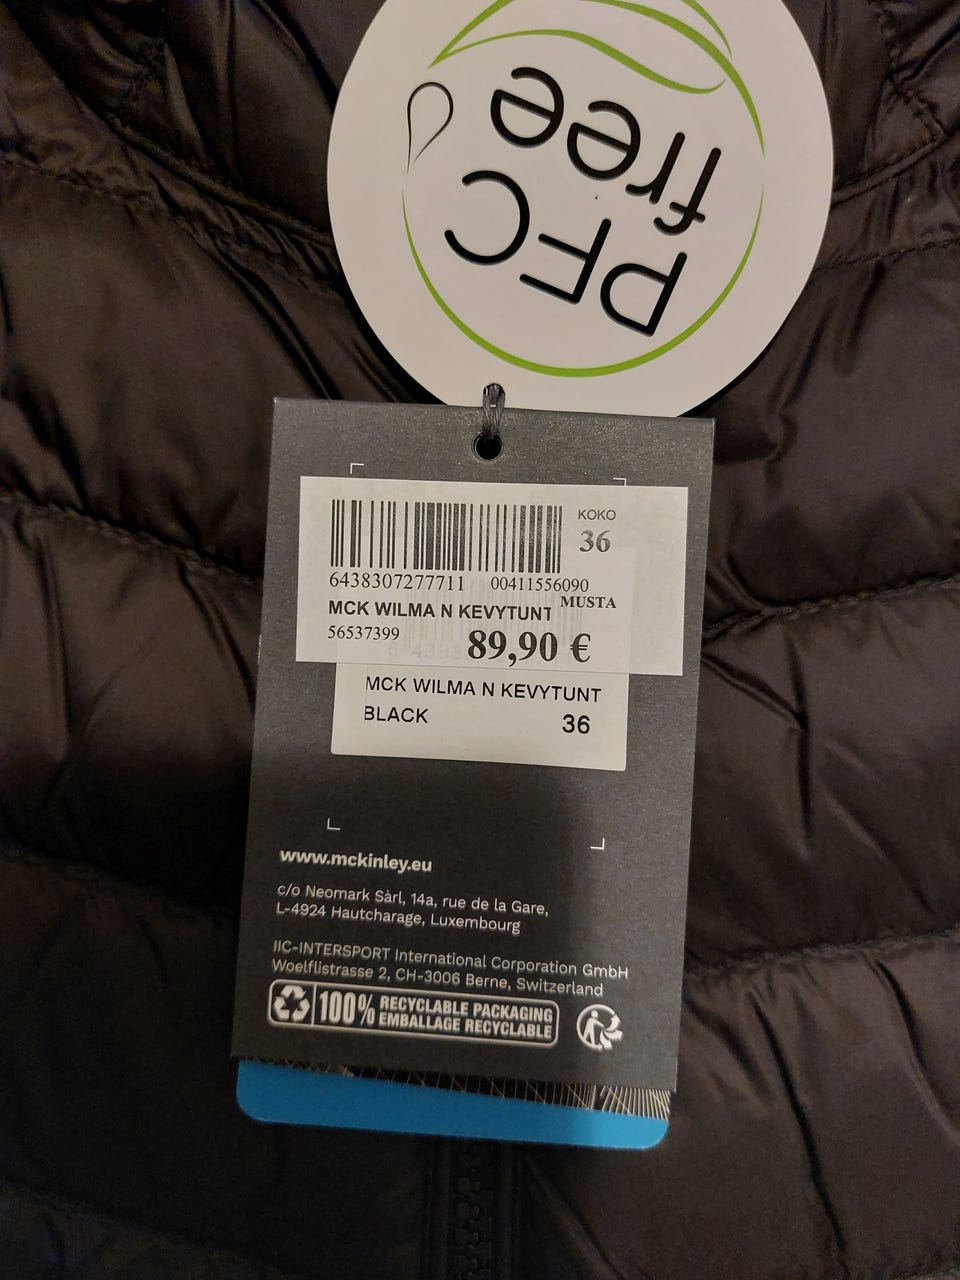 PFC
free
KOKO
36
6438307277711 00411556090
MUSTA
MCK WILMA N KEVYTUNT
56537399 89,90 €
MCK WILMA N KEVYTUNT
BLACK 36
www.mckinley.eu
c/o Neomark Sàrl, 14a, rue de la Gare,
L-4924 Hautcharage, Luxembourg
IIC-INTERSPORT International Corporation GmbH
Woelflistrasse 2, CH-3006 Berne, Switzerland
100% RECYCLABLE PACKAGING
EMBALLAGE RECYCLABLE